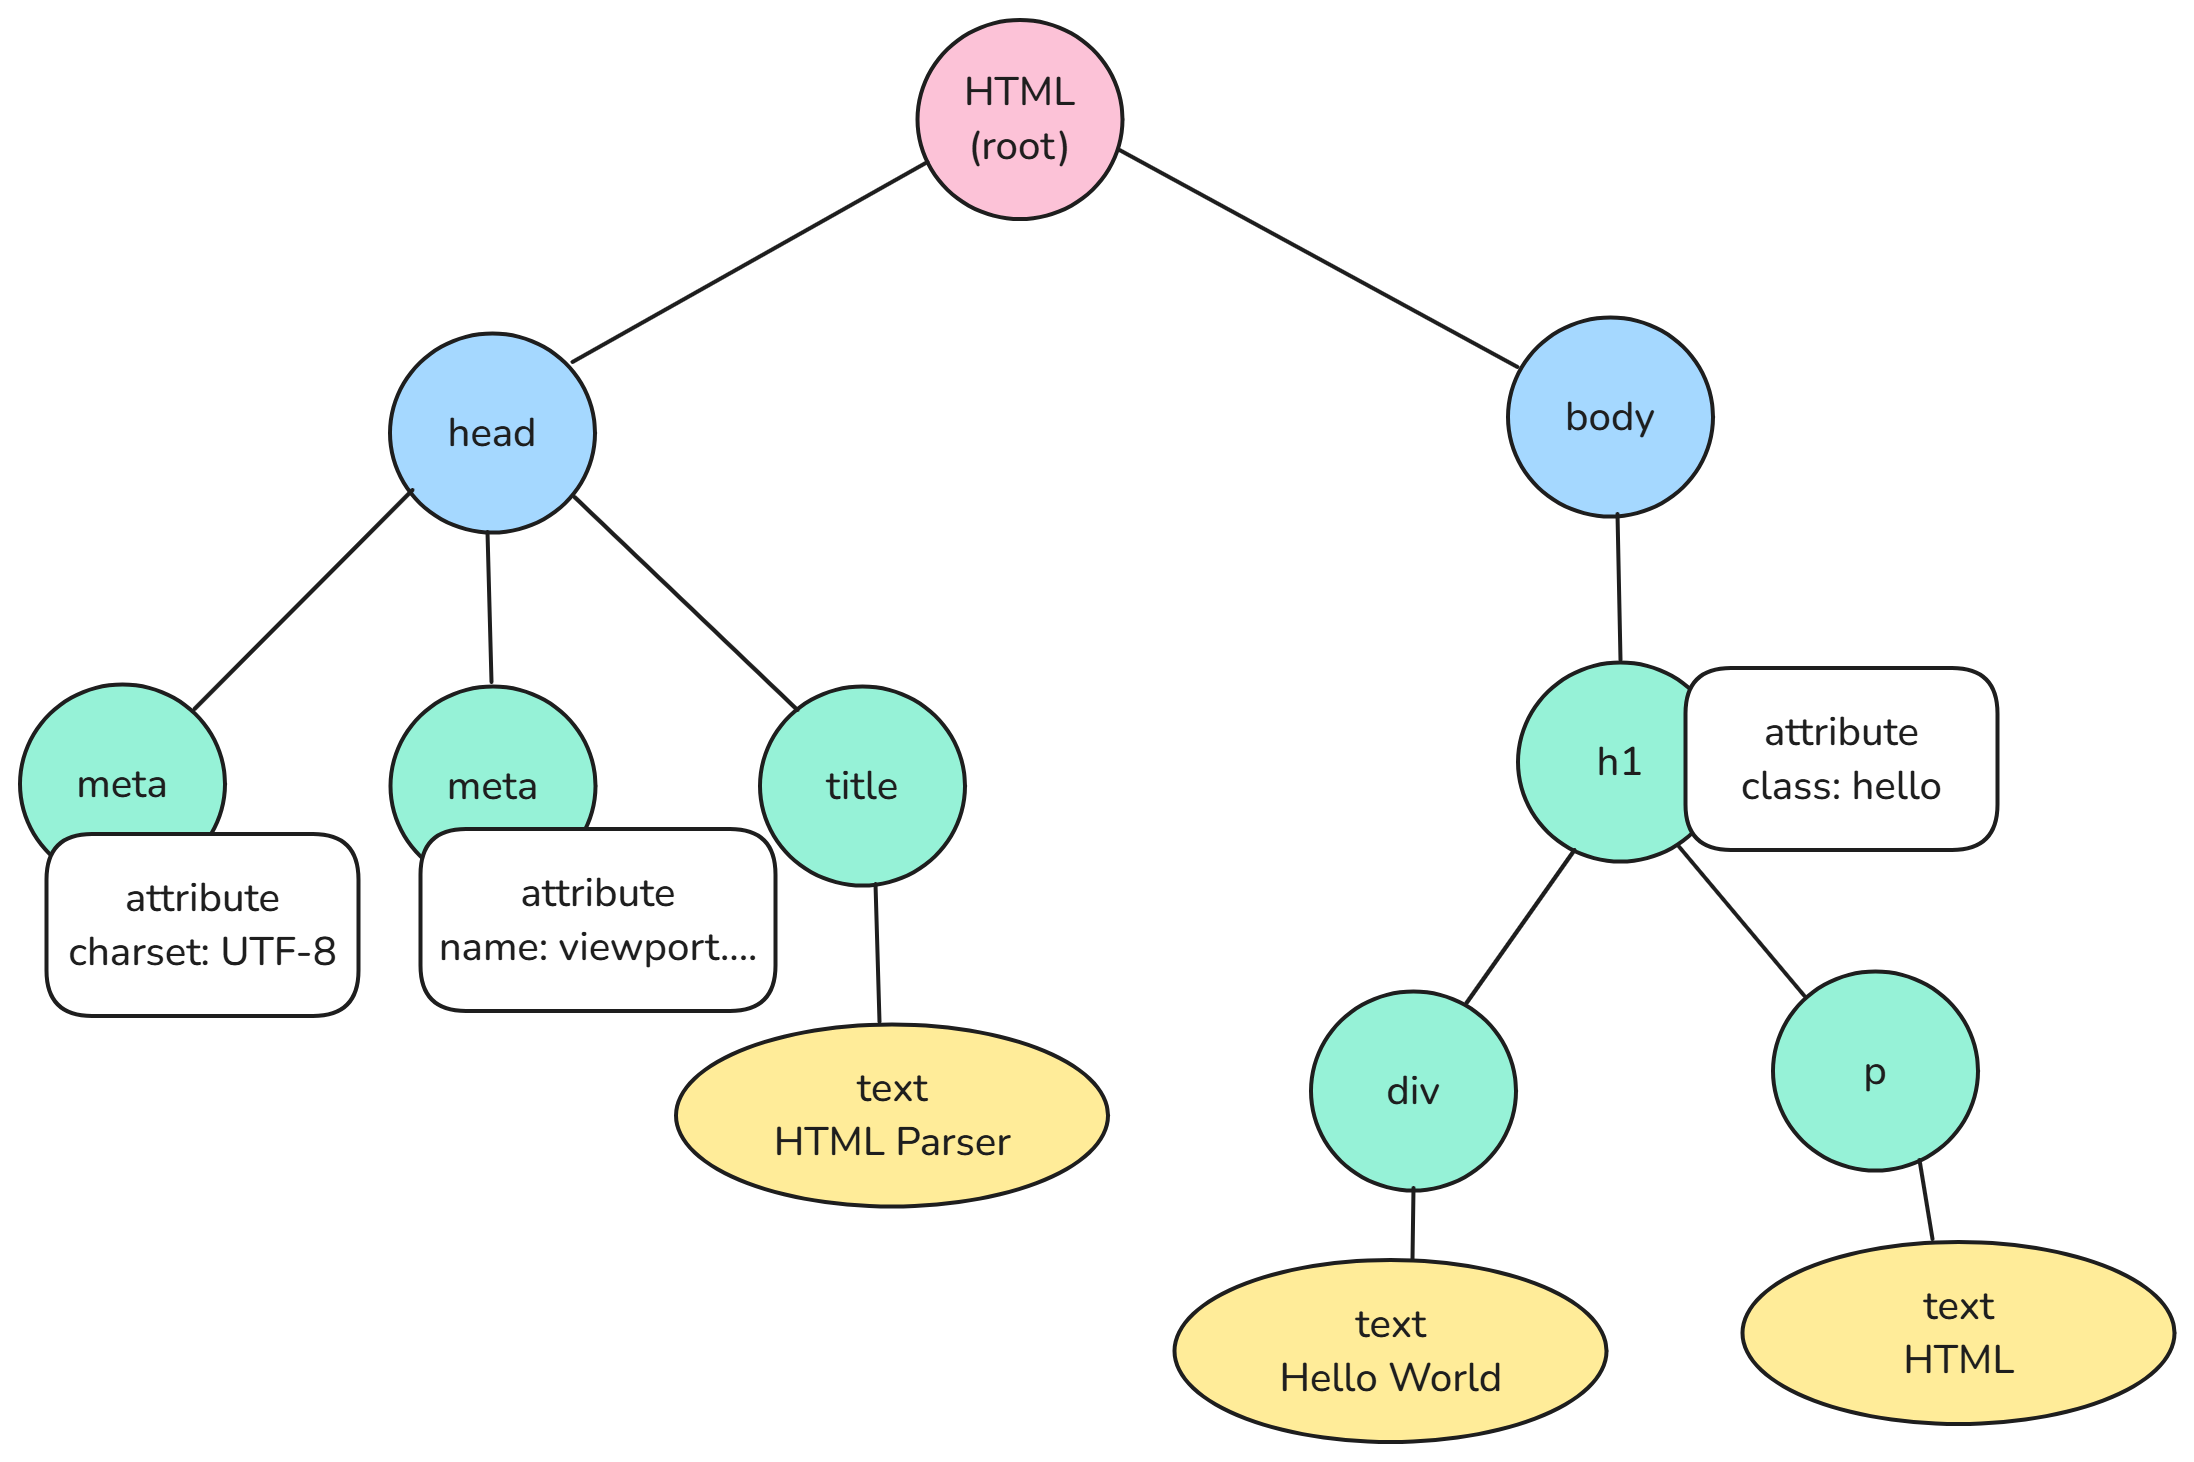 HTML
(root)
head
body
meta
attribute
charset: UTF-8
meta
attribute
name: viewport....
title
text
HTML Parser
h1
attribute
class: hello
div
text
Hello World
p
text
HTML